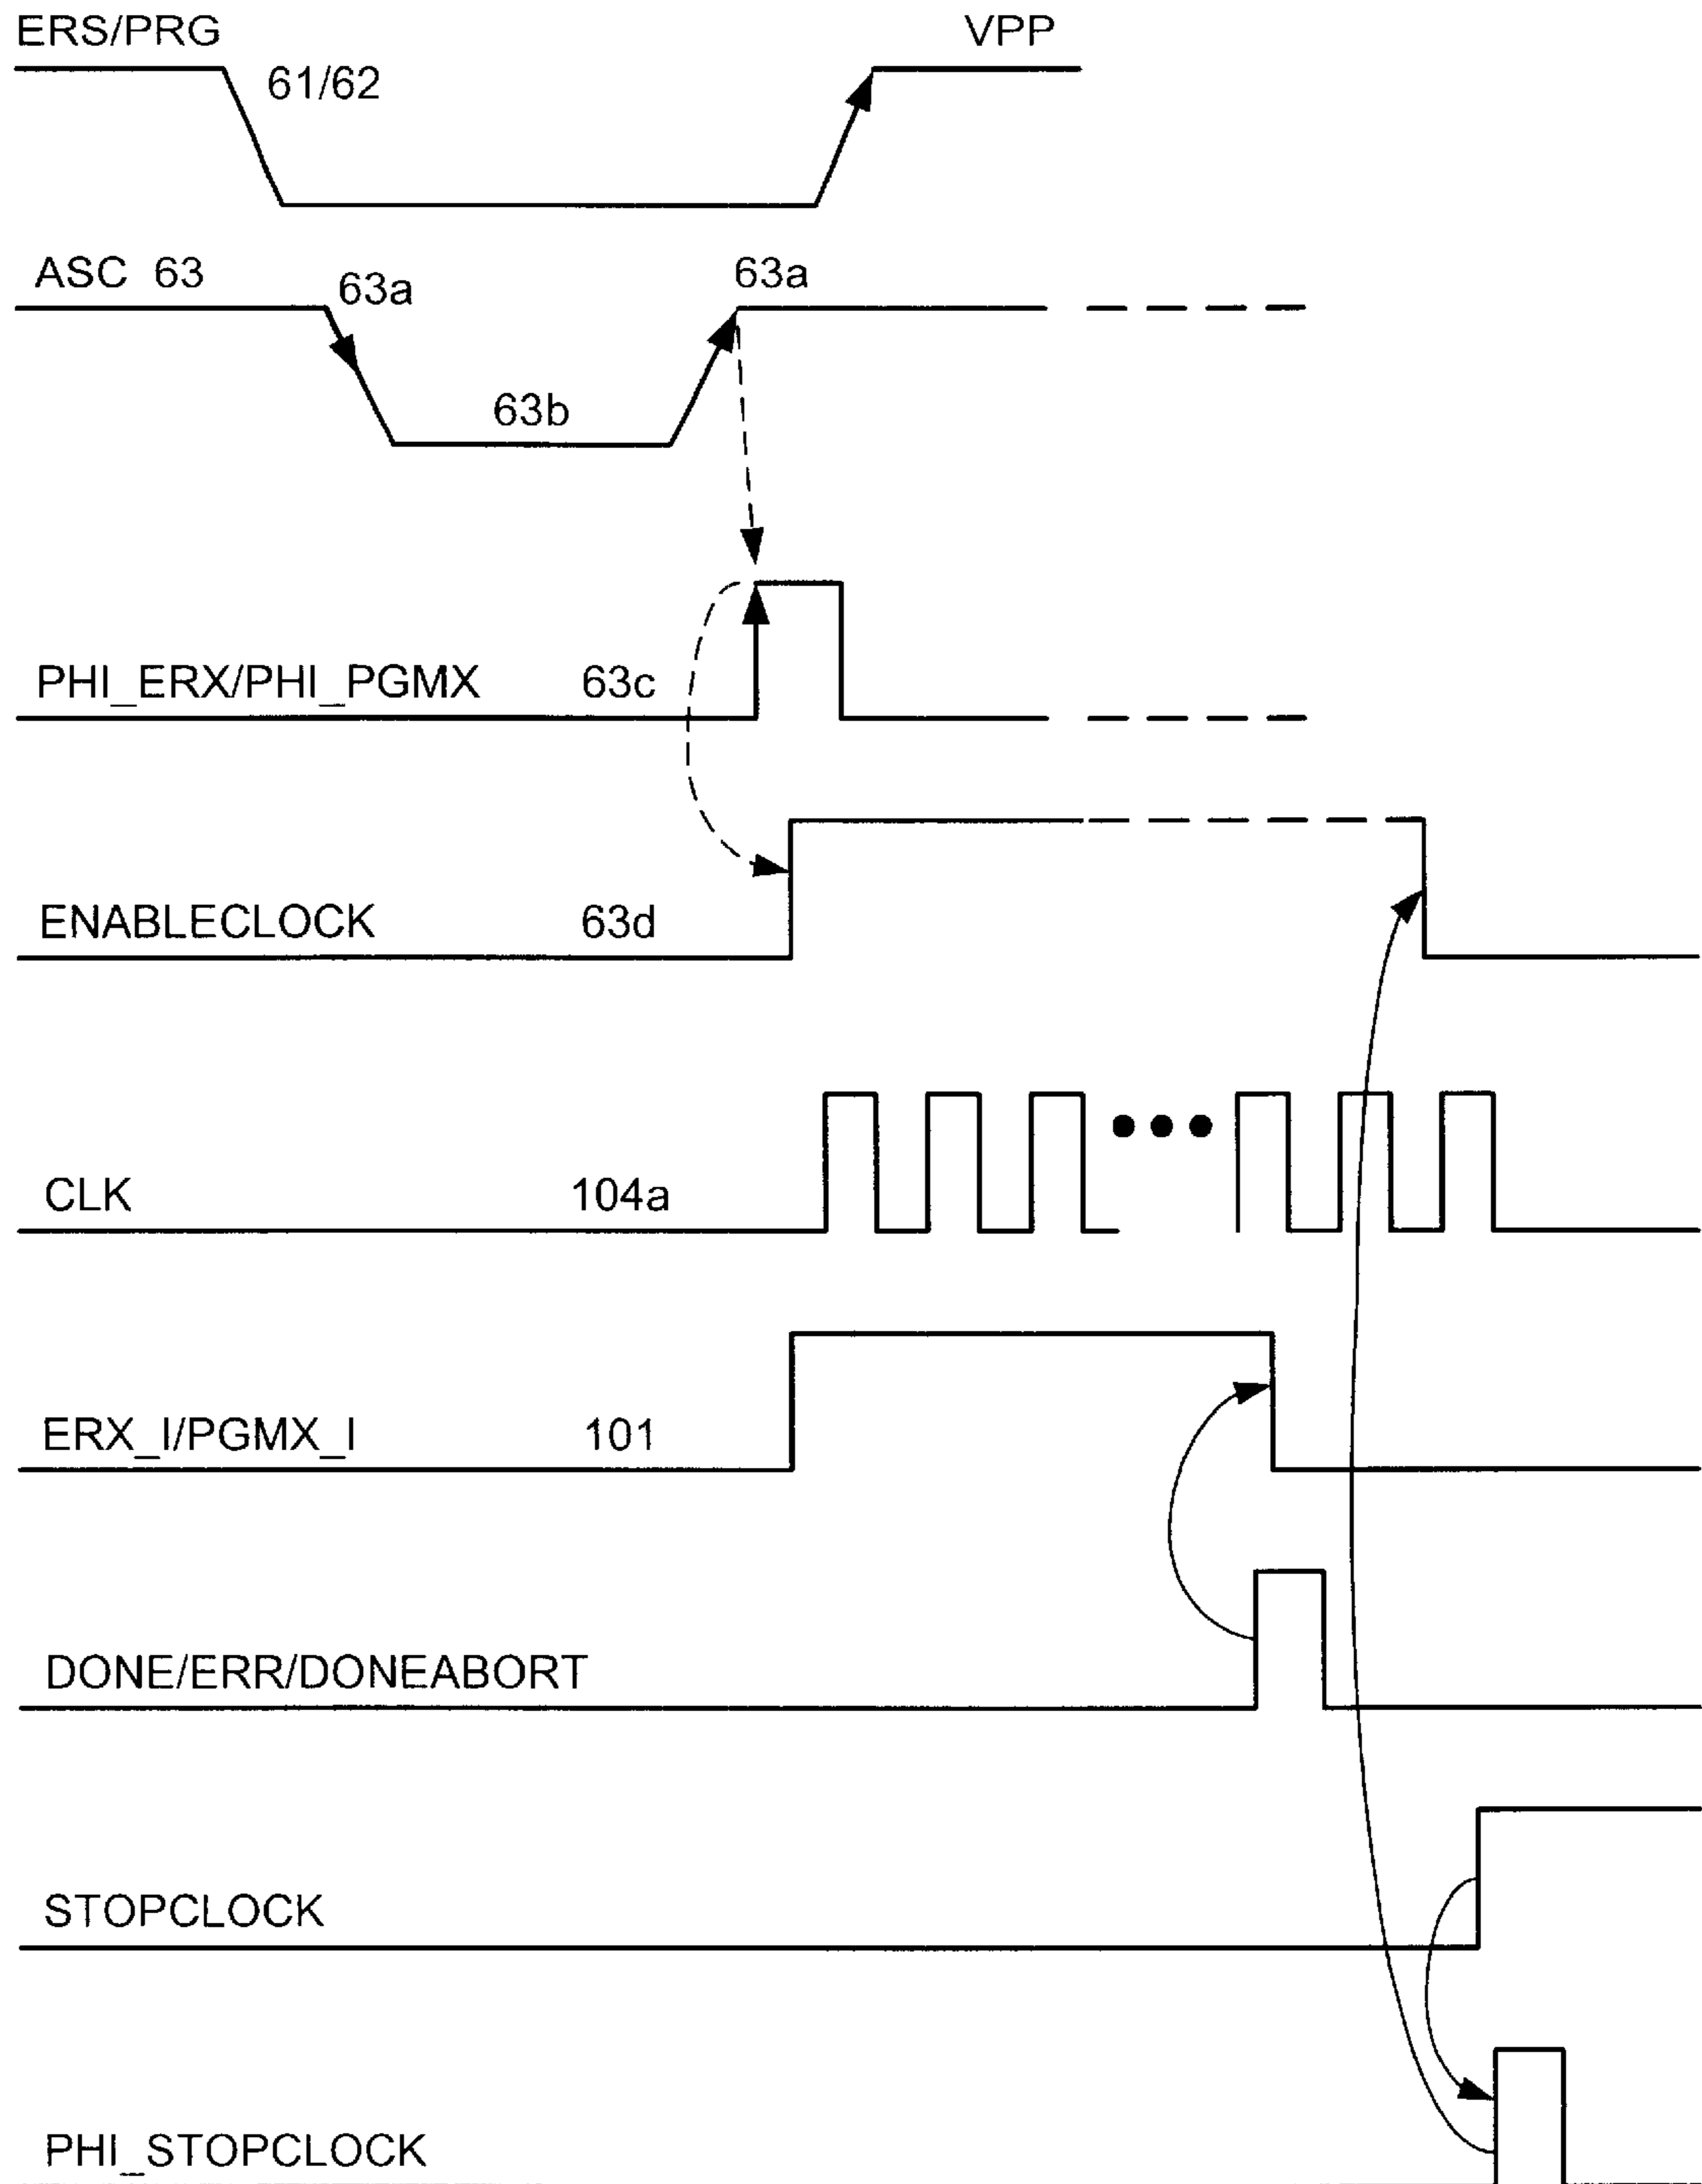 ERS/PRG VPP
61/62
ASC 63 63a 63a
63b
PHI_ERX/PHI_PGMX 63c
ENABLECLOCK 63d
CLK 104a
ERX_I/PGMX_I 101
DONE/ERR/DONEABORT
STOPCLOCK
PHI_STOPCLOCK